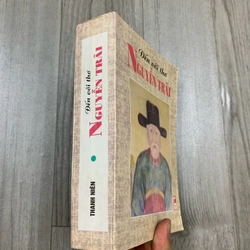 Đến với thơ
NGUYỄN TRÃI
THANH NIÊN
Đến với thơ
NGUYỄN TRÃI